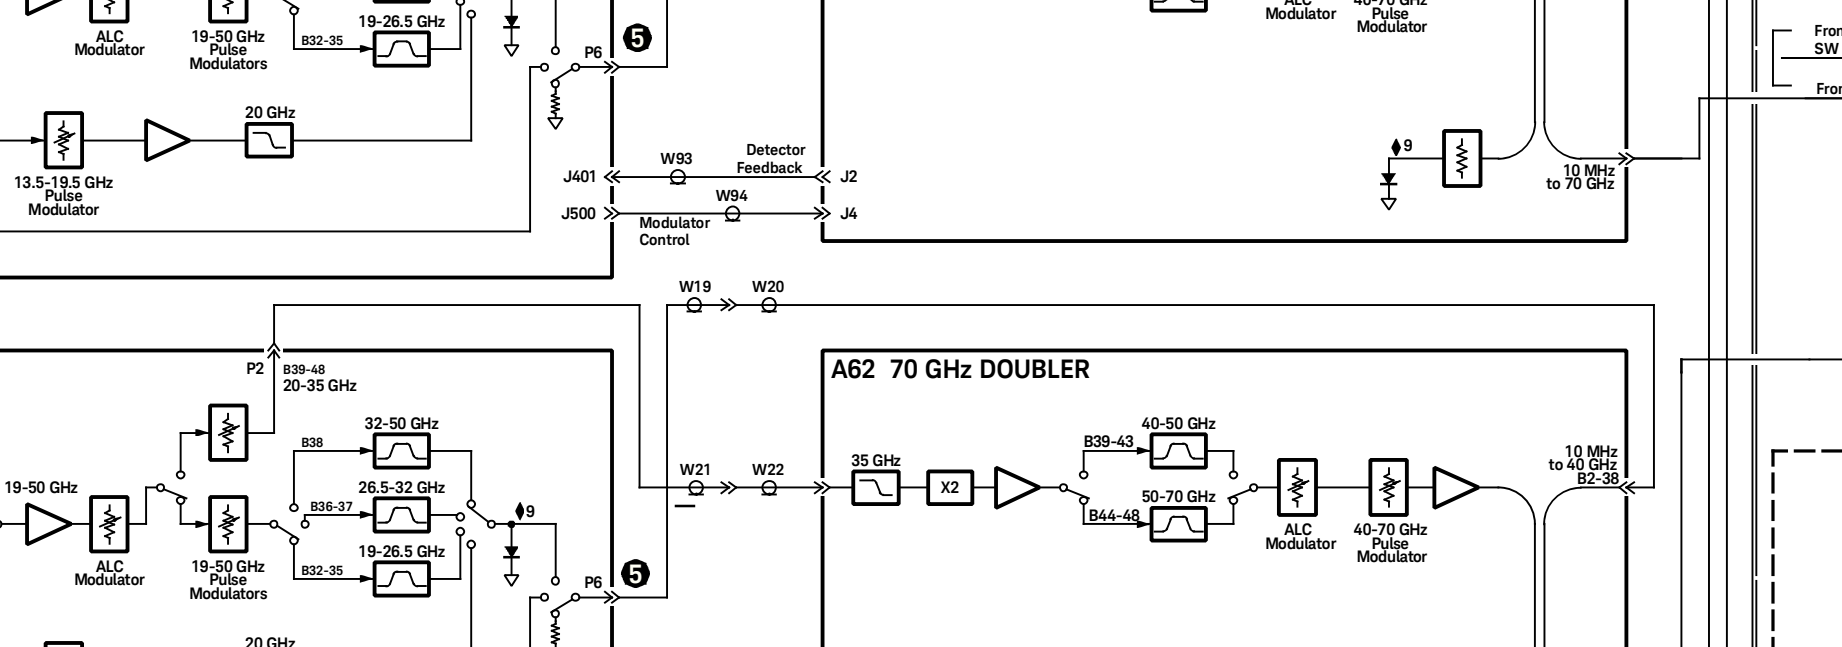 ALC
Modulator
19-50 GHz
Pulse
Modulators
B32-35
19-26.5 GHz
P6
5
ALC
Modulator
Pulse
Modulator
SW
20 GHz
13.5-19.5 GHz
Pulse
Modulator
J401
W93
Detector
Feedback
J2
J500
W94
Modulator
Control
J4
9
10 MHz
to 70 GHz
W19
W20
P2
B39-48
20-35 GHz
A62 70 GHz DOUBLER
19-50 GHz
ALC
Modulator
19-50 GHz
Pulse
Modulators
32-50 GHz
B38
26.5-32 GHz
B36-37
19-26.5 GHz
B32-35
9
P6
5
20 GHz
W21
W22
35 GHz
X2
40-50 GHz
B39-43
50-70 GHz
B44-48
ALC
Modulator
40-70 GHz
Pulse
Modulator
10 MHz
to 40 GHz
B2-38